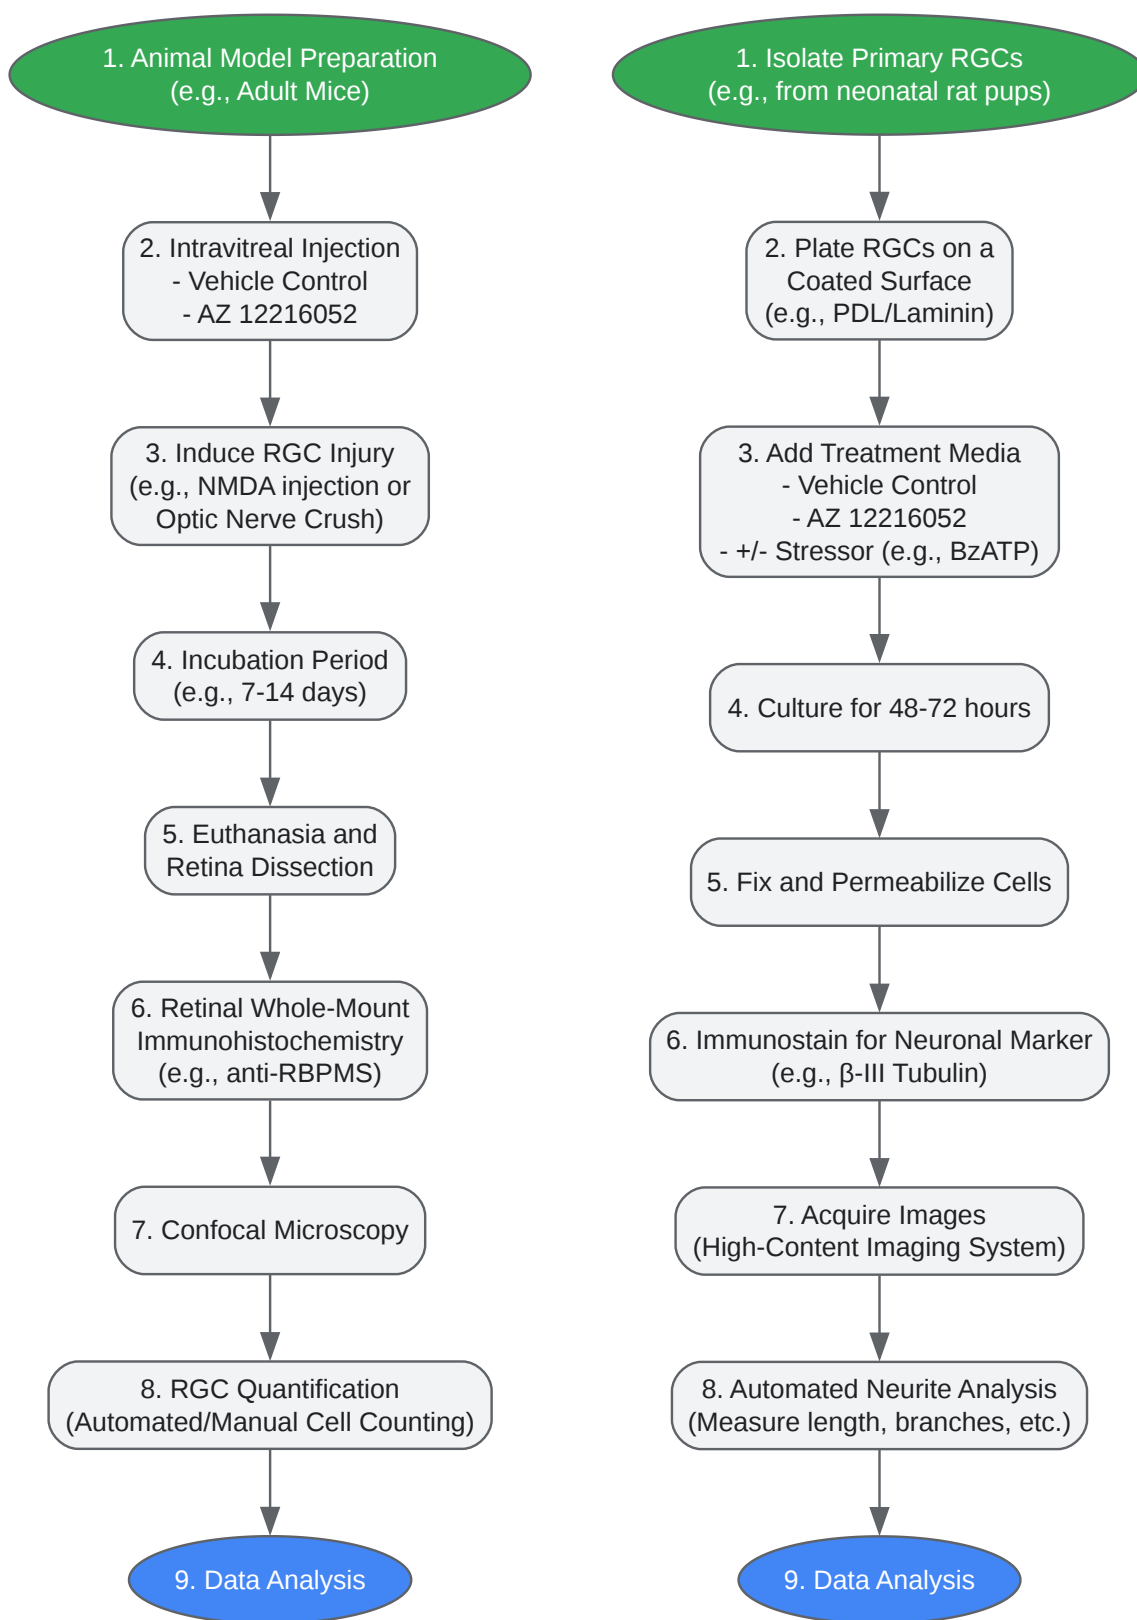 1. Animal Model Preparation
(e.g., Adult Mice)
2. Intravitreal Injection
- Vehicle Control
- AZ 12216052
3. Induce RGC Injury
(e.g., NMDA injection or
Optic Nerve Crush)
4. Incubation Period
(e.g., 7-14 days)
5. Euthanasia and
Retina Dissection
6. Retinal Whole-Mount
Immunohistochemistry
(e.g., anti-RBPMS)
7. Confocal Microscopy
8. RGC Quantification
(Automated/Manual Cell Counting)
9. Data Analysis
1. Isolate Primary RGCs
(e.g., from neonatal rat pups)
2. Plate RGCs on a
Coated Surface
(e.g., PDL/Laminin)
3. Add Treatment Media
- Vehicle Control
- AZ 12216052
- +/- Stressor (e.g., BzATP)
4. Culture for 48-72 hours
5. Fix and Permeabilize Cells
6. Immunostain for Neuronal Marker
(e.g., β-III Tubulin)
7. Acquire Images
(High-Content Imaging System)
8. Automated Neurite Analysis
(Measure length, branches, etc.)
9. Data Analysis